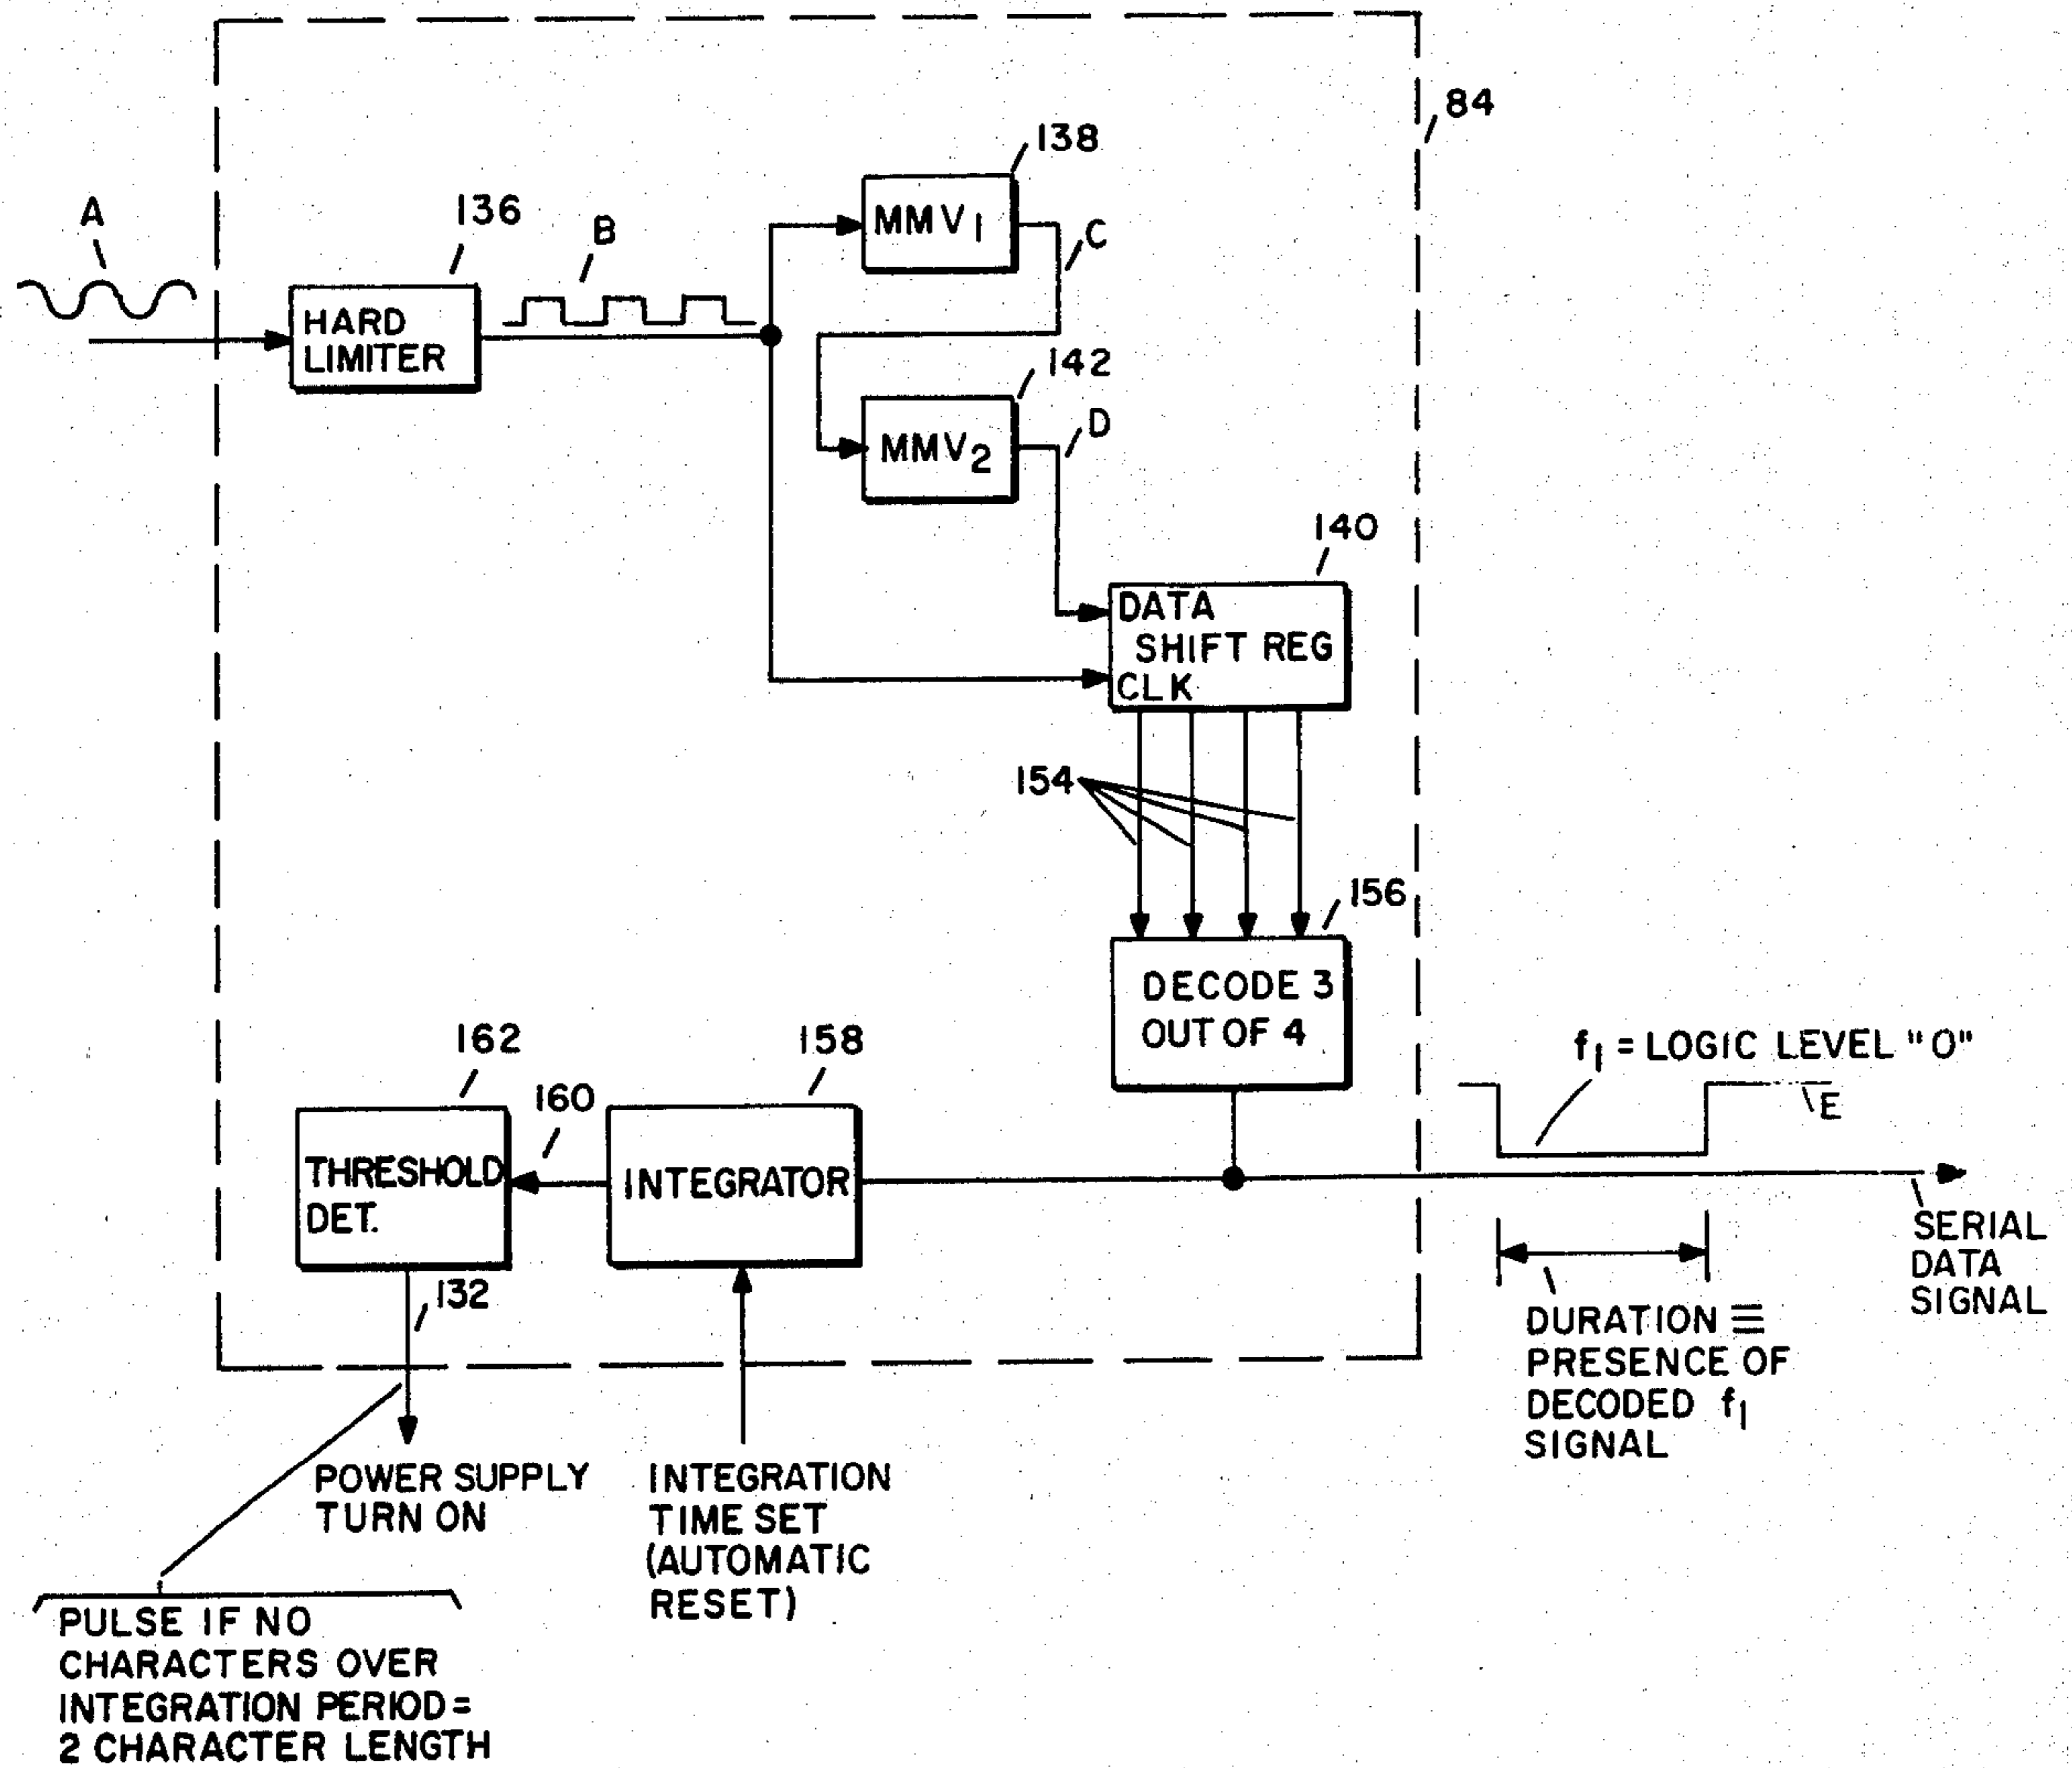 84
138
A
136
B
MMV1
C
HARD
LIMITER
142
D
MMV2
140
DATA
SHIFT REG
CLK
154
156
DECODE 3
OUT OF 4
162
158
f1 = LOGIC LEVEL "0"
160
E
THRESHOLD
DET.
INTEGRATOR
SERIAL
DATA
SIGNAL
132
DURATION ≡
PRESENCE OF
DECODED f1
SIGNAL
POWER SUPPLY
TURN ON
INTEGRATION
TIME SET
(AUTOMATIC
RESET)
PULSE IF NO
CHARACTERS OVER
INTEGRATION PERIOD =
2 CHARACTER LENGTH